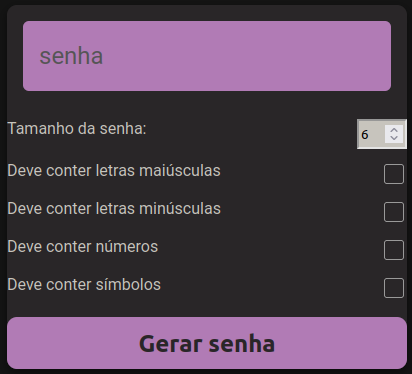 senha
Tamanho da senha:
6
Deve conter letras maiúsculas
Deve conter letras minúsculas
Deve conter números
Deve conter símbolos
Gerar senha